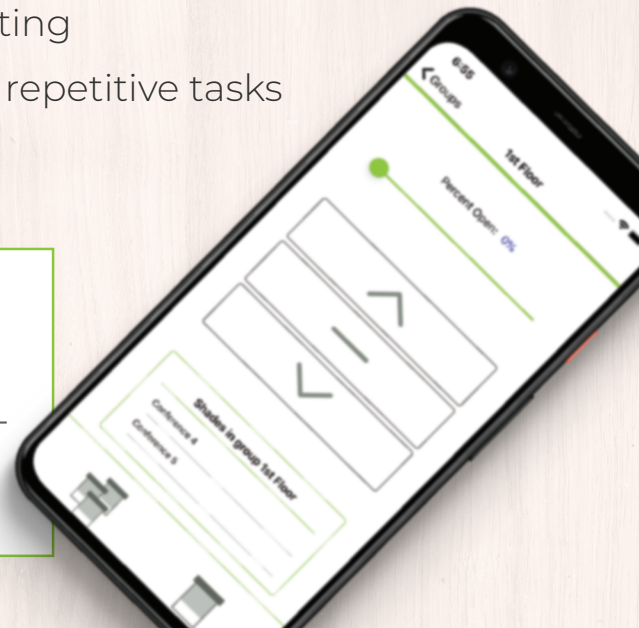 ting
repetitive tasks
6:55
Groups
1st Floor
Percent Open: 0%
Shades in group 1st Floor
Conference 4
Conference 5